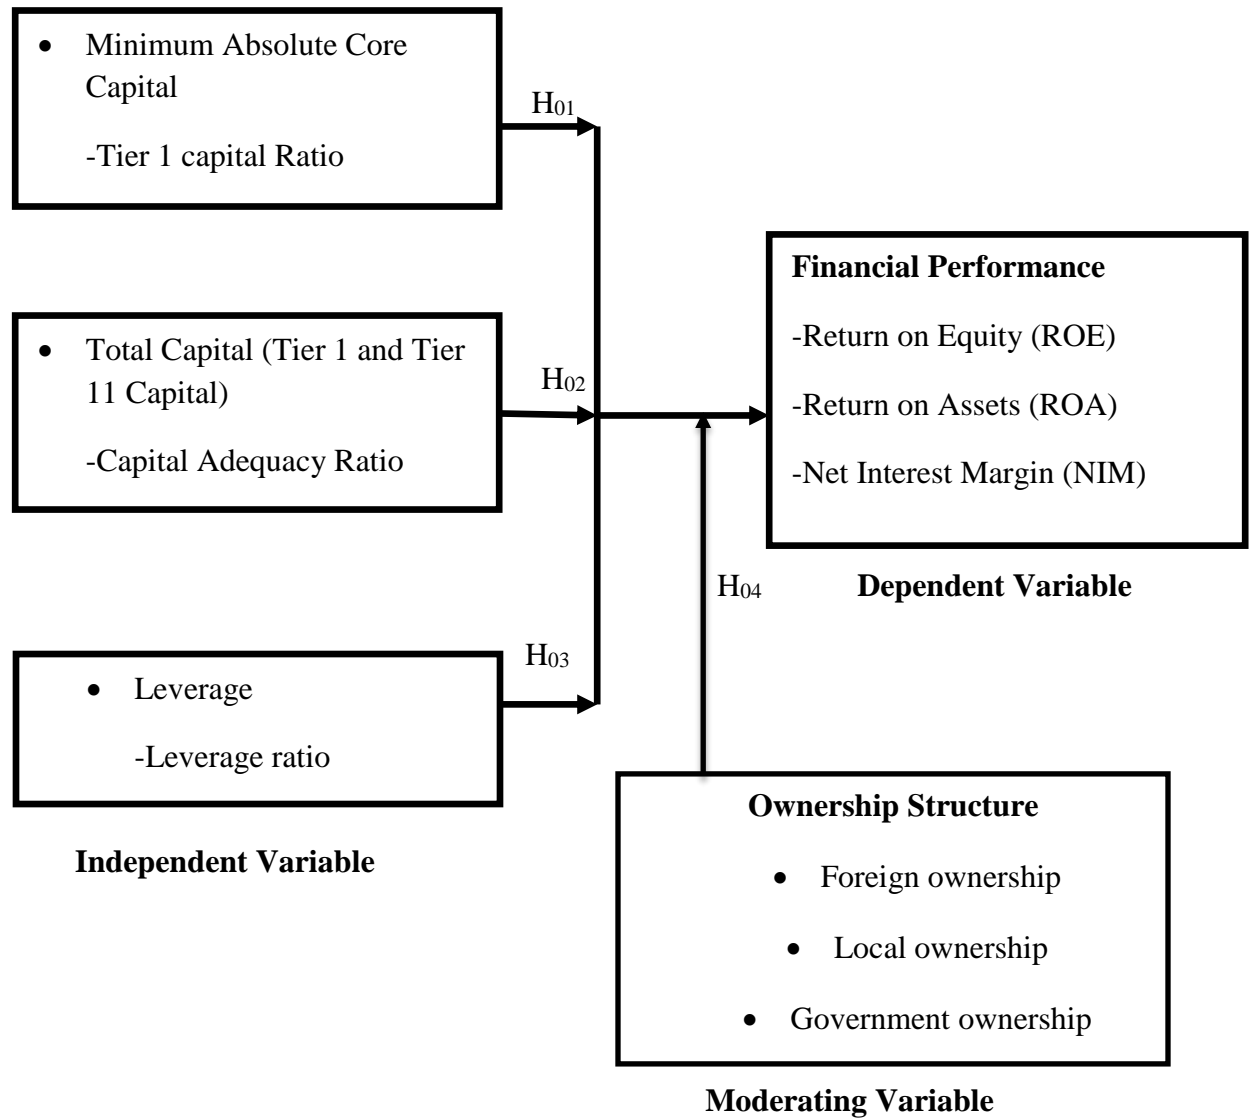 • Minimum Absolute Core
Capital
-Tier 1 capital Ratio
H01
• Total Capital (Tier 1 and Tier
11 Capital)
-Capital Adequacy Ratio
H02
• Leverage
-Leverage ratio
H03
Independent Variable
Financial Performance
-Return on Equity (ROE)
-Return on Assets (ROA)
-Net Interest Margin (NIM)
Dependent Variable
H04
Ownership Structure
• Foreign ownership
• Local ownership
• Government ownership
Moderating Variable